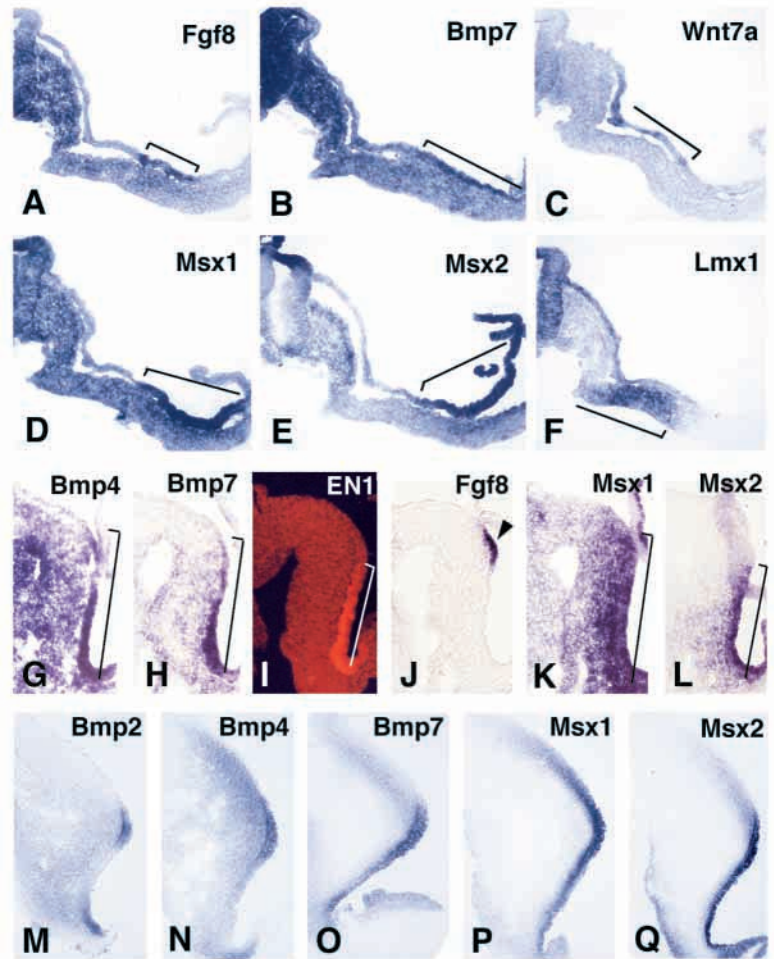 Fgf8
A
Bmp7
B
Wnt7a
C
Msx1
D
Msx2
E
Lmx1
F
Bmp4
G
Bmp7
H
EN1
I
Fgf8
J
Msx1
K
Msx2
L
Bmp2
M
Bmp4
N
Bmp7
O
Msx1
P
Msx2
Q